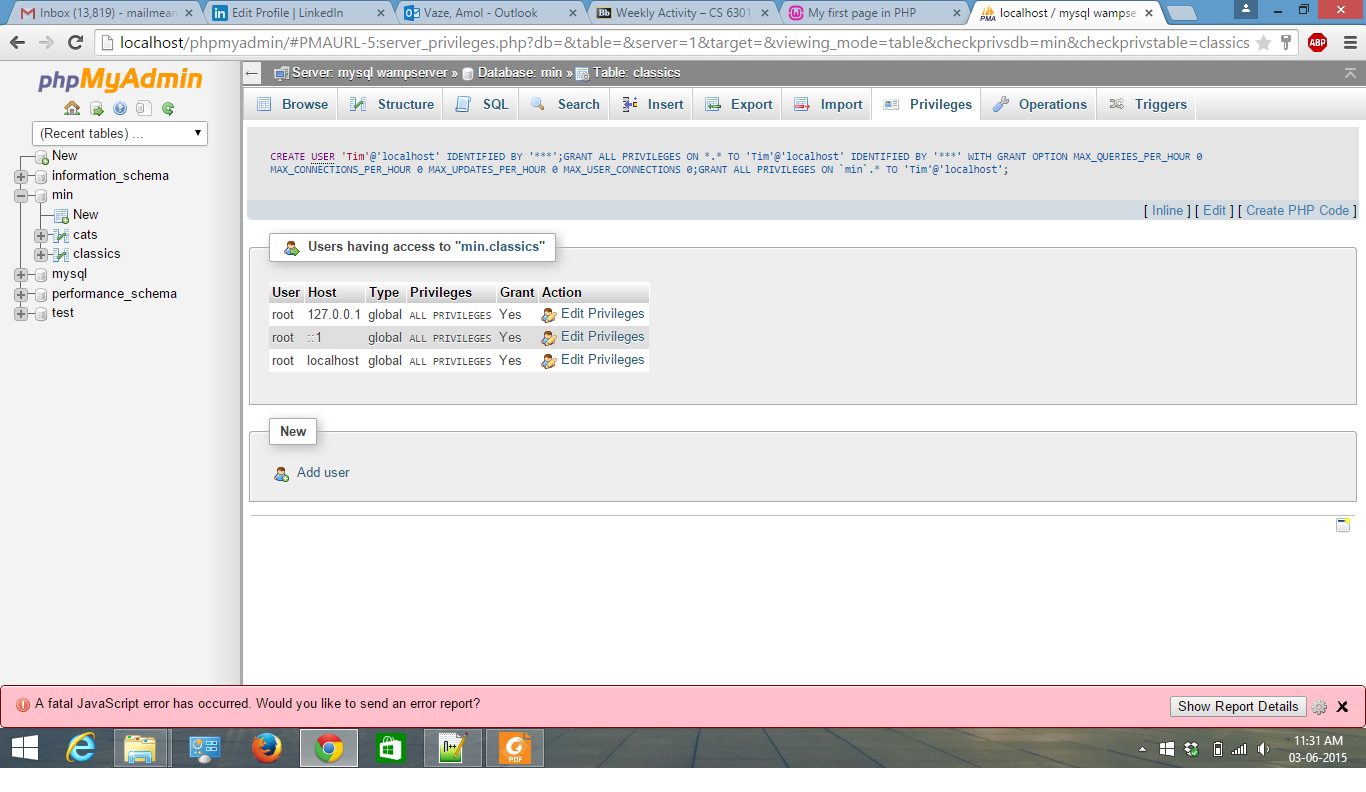 Inbox (13,819) - mailmean
Edit Profile | LinkedIn
Vaze, Amol - Outlook
Bb Weekly Activity – CS 6301
My first page in PHP
PMA localhost / mysql wampse
localhost/phpmyadmin/#PMAURL-5:server_privileges.php?db=&table=&server=1&target=&viewing_mode=table&checkprivsdb=min&checkprivstable=classics
ABP
phpMyAdmin
(Recent tables) ...
New
information_schema
min
New
cats
classics
mysql
performance_schema
test
Server: mysql wampserver » Database: min » Table: classics
Browse Structure SQL Search Insert Export Import Privileges Operations Triggers
CREATE USER 'Tim'@'localhost' IDENTIFIED BY '***';GRANT ALL PRIVILEGES ON *.* TO 'Tim'@'localhost' IDENTIFIED BY '***' WITH GRANT OPTION MAX_QUERIES_PER_HOUR 0
MAX_CONNECTIONS_PER_HOUR 0 MAX_UPDATES_PER_HOUR 0 MAX_USER_CONNECTIONS 0;GRANT ALL PRIVILEGES ON `min`.* TO 'Tim'@'localhost';
[ Inline ] [ Edit ] [ Create PHP Code ]
Users having access to "min.classics"
User Host Type Privileges Grant Action
root 127.0.0.1 global ALL PRIVILEGES Yes Edit Privileges
root ::1 global ALL PRIVILEGES Yes Edit Privileges
root localhost global ALL PRIVILEGES Yes Edit Privileges
New
Add user
A fatal JavaScript error has occurred. Would you like to send an error report?
Show Report Details
N++
PDF
11:31 AM
03-06-2015